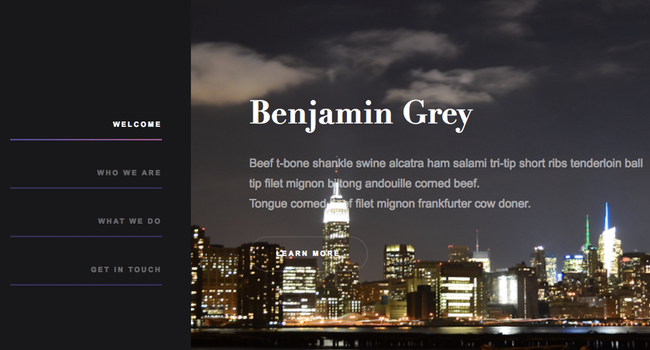 WELCOME
WHO WE ARE
WHAT WE DO
GET IN TOUCH
Benjamin Grey
Beef t-bone shankle swine alcatra ham salami tri-tip short ribs tenderloin ball
tip filet mignon biltong andouille corned beef.
Tongue corned beef filet mignon frankfurter cow doner.
LEARN MORE